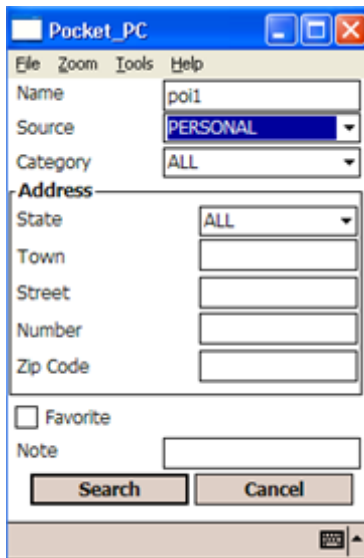 Pocket_PC
File Zoom Tools Help
Name poi1
Source PERSONAL
Category ALL
Address
State ALL
Town
Street
Number
Zip Code
Favorite
Note
Search Cancel